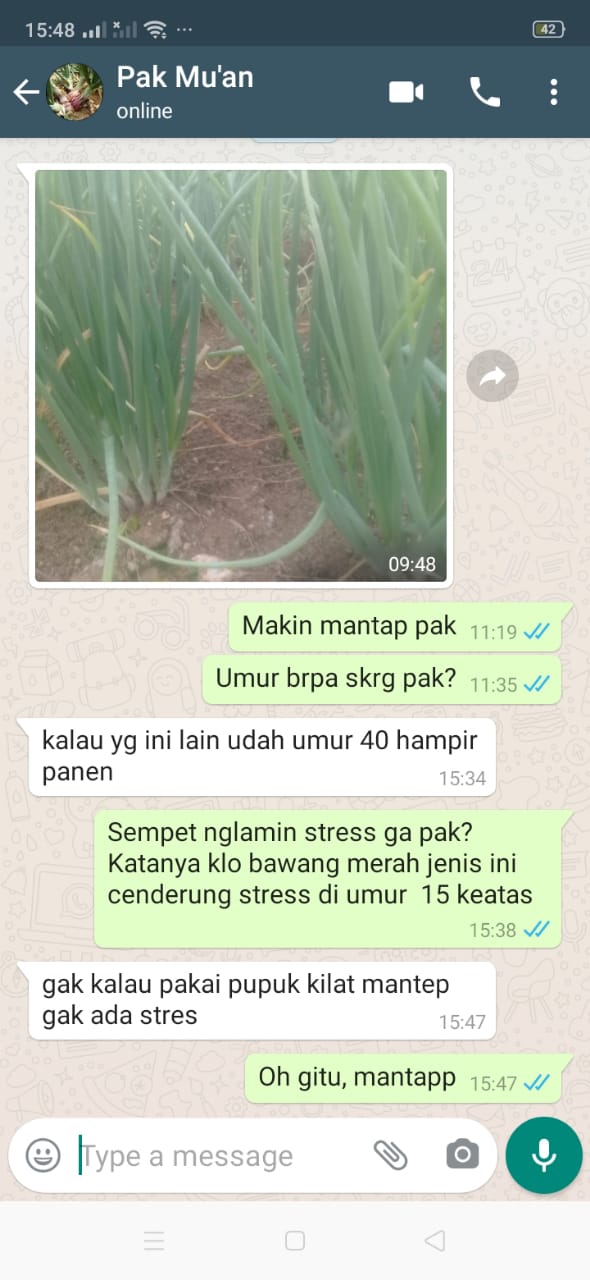 15:48
42
Pak Mu'an
online
09:48
Makin mantap pak 11:19
Umur brpa skrg pak? 11:35
kalau yg ini lain udah umur 40 hampir
panen 15:34
Sempet nglamin stress ga pak?
Katanya klo bawang merah jenis ini
cenderung stress di umur 15 keatas
15:38
gak kalau pakai pupuk kilat mantep
gak ada stres 15:47
Oh gitu, mantapp 15:47
Type a message